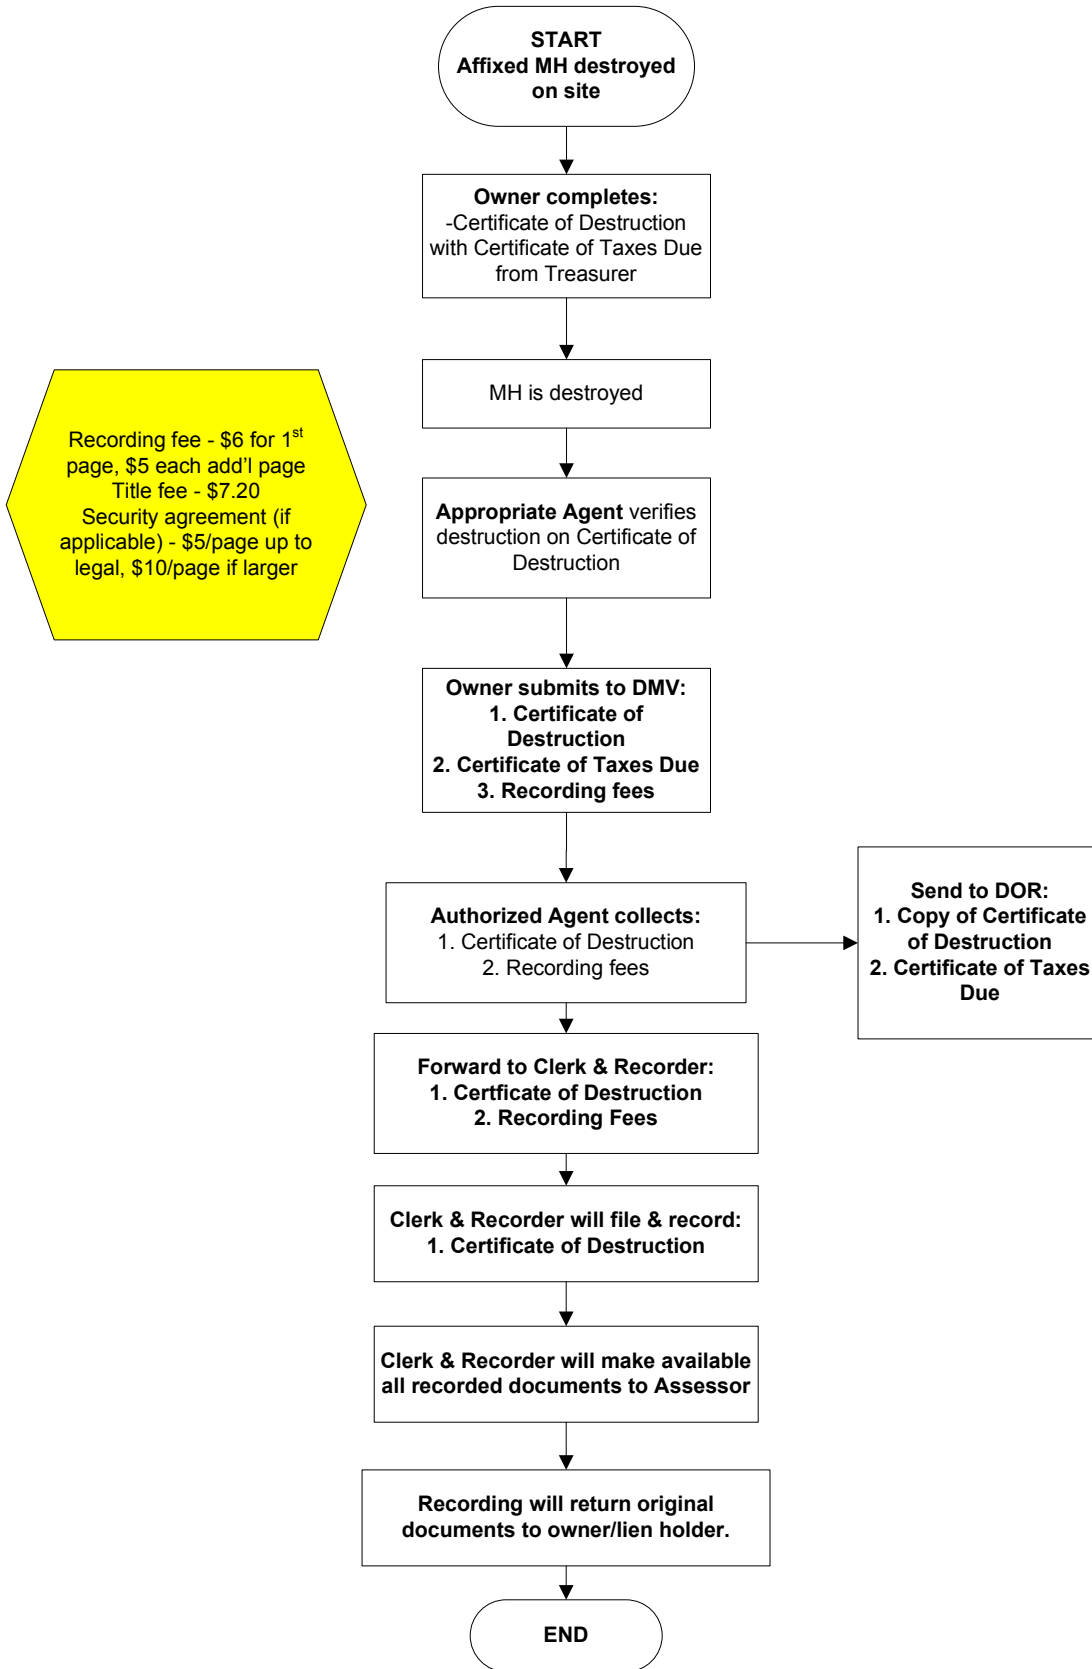 START
Affixed MH destroyed
on site
Owner completes:
-Certificate of Destruction
with Certificate of Taxes Due
from Treasurer
MH is destroyed
Recording fee - $6 for 1st
page, $5 each add’l page
Title fee - $7.20
Security agreement (if
applicable) - $5/page up to
legal, $10/page if larger
Appropriate Agent verifies
destruction on Certificate of
Destruction
Owner submits to DMV:
1. Certificate of
Destruction
2. Certificate of Taxes Due
3. Recording fees
Authorized Agent collects:
1. Certificate of Destruction
2. Recording fees
Send to DOR:
1. Copy of Certificate
of Destruction
2. Certificate of Taxes
Due
Forward to Clerk & Recorder:
1. Certficate of Destruction
2. Recording Fees
Clerk & Recorder will file & record:
1. Certificate of Destruction
Clerk & Recorder will make available
all recorded documents to Assessor
Recording will return original
documents to owner/lien holder.
END